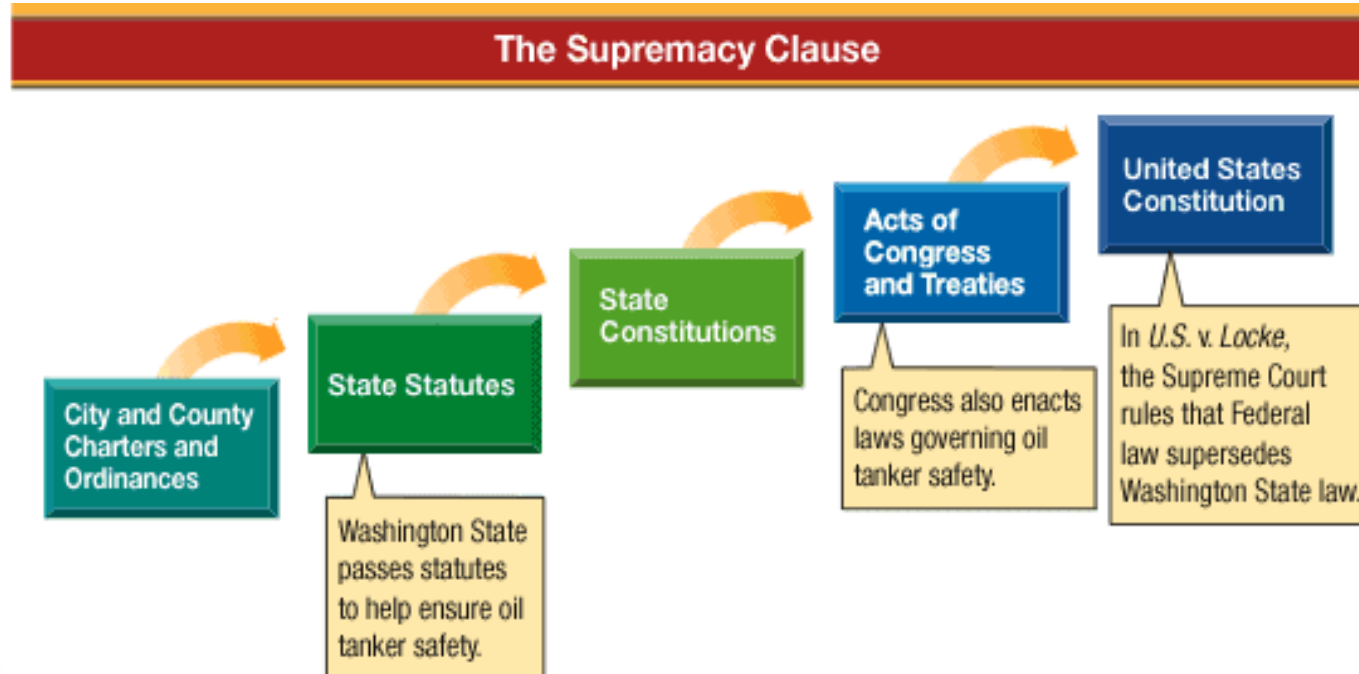 The Supremacy Clause
City and County
Charters and
Ordinances
State Statutes
Washington State
passes statutes
to help ensure oil
tanker safety.
State
Constitutions
Acts of
Congress
and Treaties
Congress also enacts
laws governing oil
tanker safety.
United States
Constitution
In U.S. v. Locke,
the Supreme Court
rules that Federal
law supersedes
Washington State law.